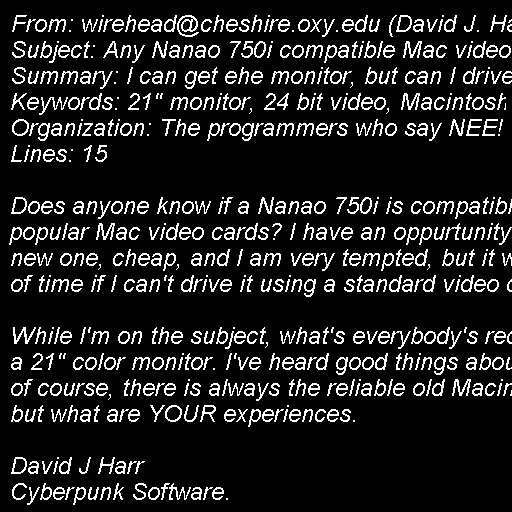 From: wirehead@cheshire.oxy.edu (David J. Ha
Subject: Any Nanao 750i compatible Mac video
Summary: I can get ehe monitor, but can I drive
Keywords: 21" monitor, 24 bit video, Macintosh
Organization: The programmers who say NEE!
Lines: 15

Does anyone know if a Nanao 750i is compatibl
popular Mac video cards? I have an oppurtunity
new one, cheap, and I am very tempted, but it w
of time if I can't drive it using a standard video c

While I'm on the subject, what's everybody's rec
a 21" color monitor. I've heard good things abou
of course, there is always the reliable old Macin
but what are YOUR experiences.

David J Harr
Cyberpunk Software.